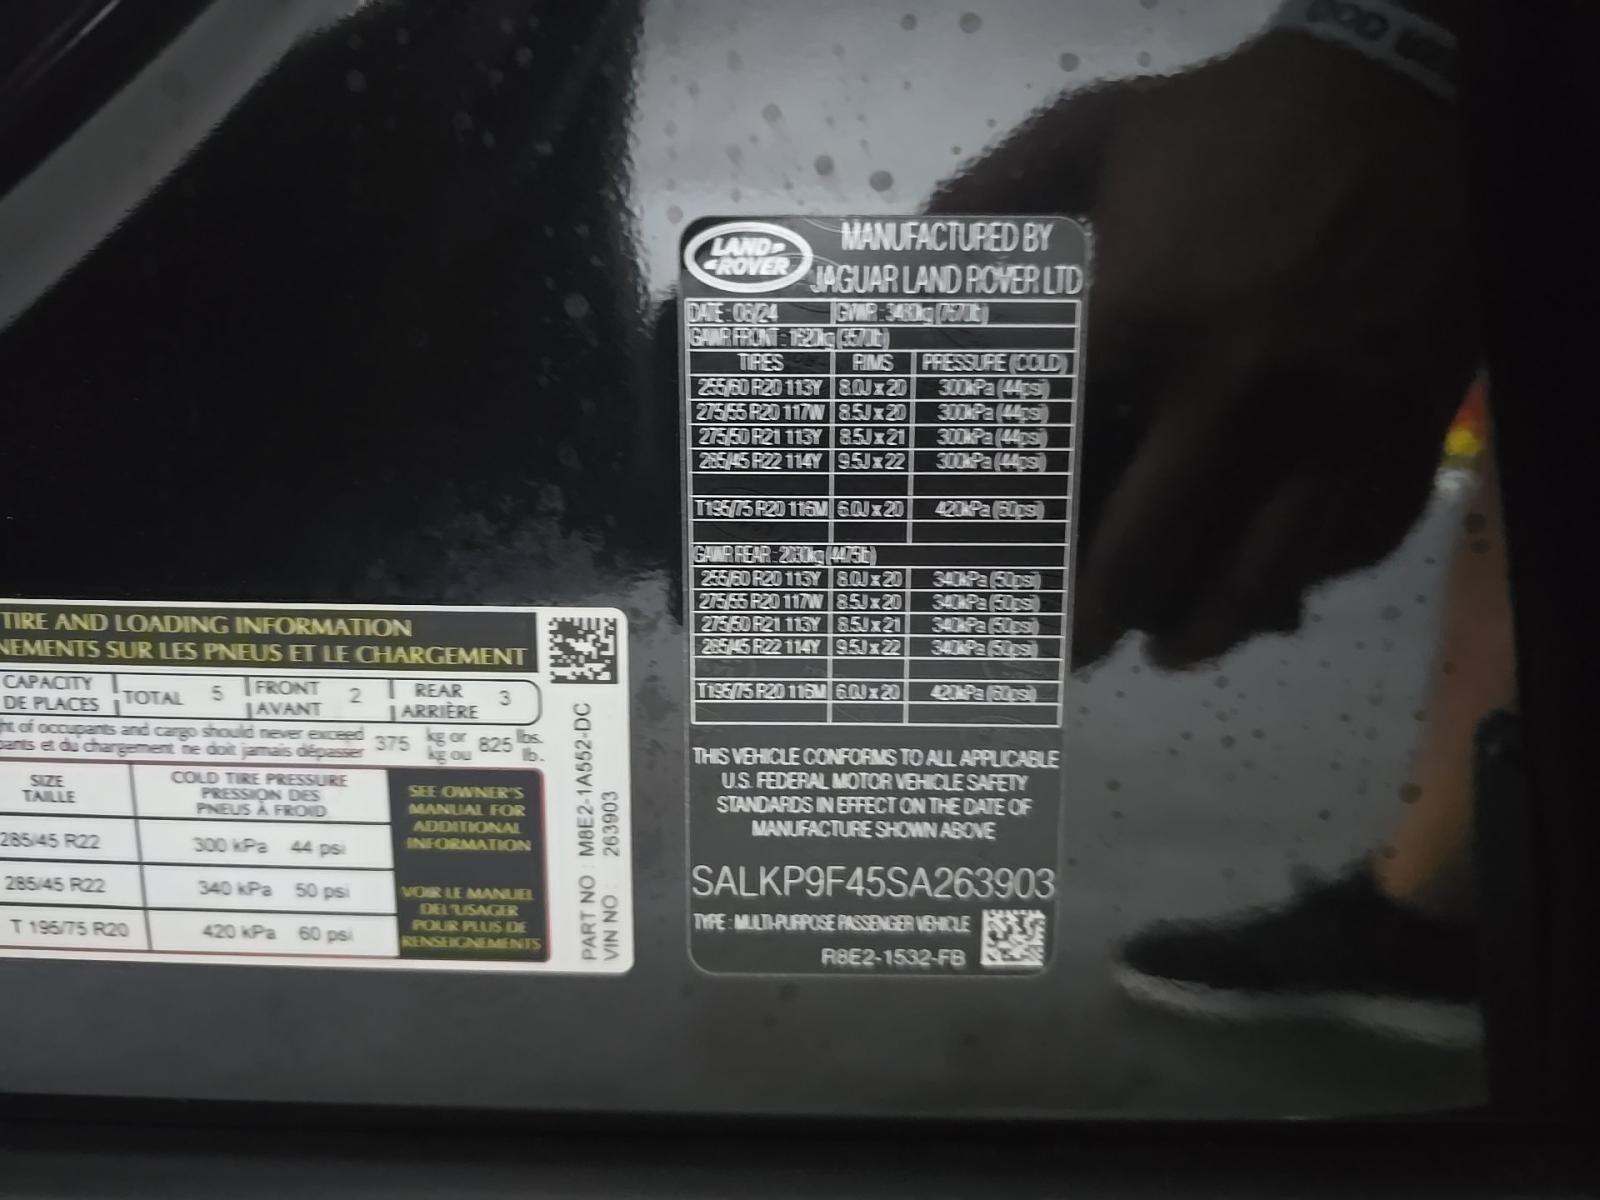 TIRE AND LOADING INFORMATION
NEMENTS SUR LES PNEUS ET LE CHARGEMENT
CAPACITY
DE PLACES
TOTAL 5
FRONT
AVANT
2
REAR
ARRIÈRE
3
ht of occupants and cargo should never exceed
pants et du chargement ne doit jamais dépasser
375
kg or
kg ou
825
lbs.
lb.
SIZE
TAILLE
COLD TIRE PRESSURE
PRESSION DES
PNEUS À FROID
285/45 R22 300 kPa 44 psi
285/45 R22 340 kPa 50 psi
T 195/75 R20 420 kPa 60 psi
SEE OWNER'S
MANUAL FOR
ADDITIONAL
INFORMATION
VOIR LE MANUEL
DE L'USAGER
POUR PLUS DE
RENSEIGNEMENTS
PART NO : M8E2-1A552-DC
VIN NO : 263903
LAND
ROVER
MANUFACTURED BY
JAGUAR LAND ROVER LTD
DATE : 08/24 GVWR : 3480kg (7670lb)
GAWR FRONT : 1620kg (3570lb)
TIRES RIMS PRESSURE (COLD)
255/60 R20 113Y 8.0J x 20 300kPa (44psi)
275/55 R20 117W 8.5J x 20 300kPa (44psi)
275/50 R21 113Y 8.5J x 21 300kPa (44psi)
285/45 R22 114Y 9.5J x 22 300kPa (44psi)
T195/75 R20 116M 6.0J x 20 420kPa (60psi)
GAWR REAR : 2030kg (4475lb)
255/60 R20 113Y 8.0J x 20 340kPa (50psi)
275/55 R20 117W 8.5J x 20 340kPa (50psi)
275/50 R21 113Y 8.5J x 21 340kPa (50psi)
285/45 R22 114Y 9.5J x 22 340kPa (50psi)
T195/75 R20 116M 6.0J x 20 420kPa (60psi)
THIS VEHICLE CONFORMS TO ALL APPLICABLE
U.S. FEDERAL MOTOR VEHICLE SAFETY
STANDARDS IN EFFECT ON THE DATE OF
MANUFACTURE SHOWN ABOVE
SALKP9F45SA263903
TYPE : MULTI-PURPOSE PASSENGER VEHICLE
R8E2-1532-FB